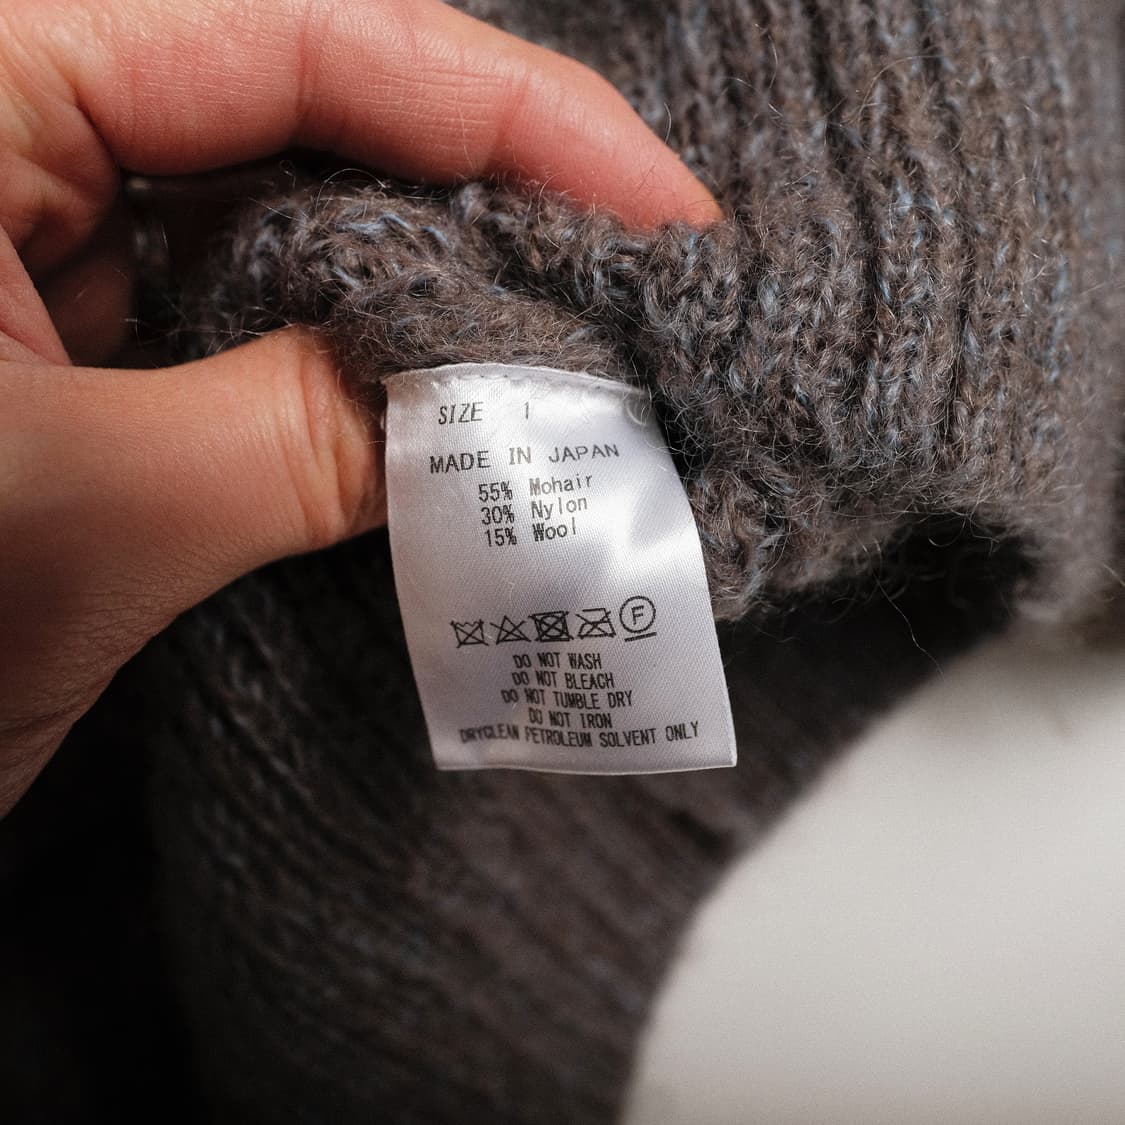 SIZE 1
MADE IN JAPAN
55% Mohair
30% Nylon
15% Wool
F
DO NOT WASH
DO NOT BLEACH
DO NOT TUMBLE DRY
DO NOT IRON
DRYCLEAN PETROLEUM SOLVENT ONLY